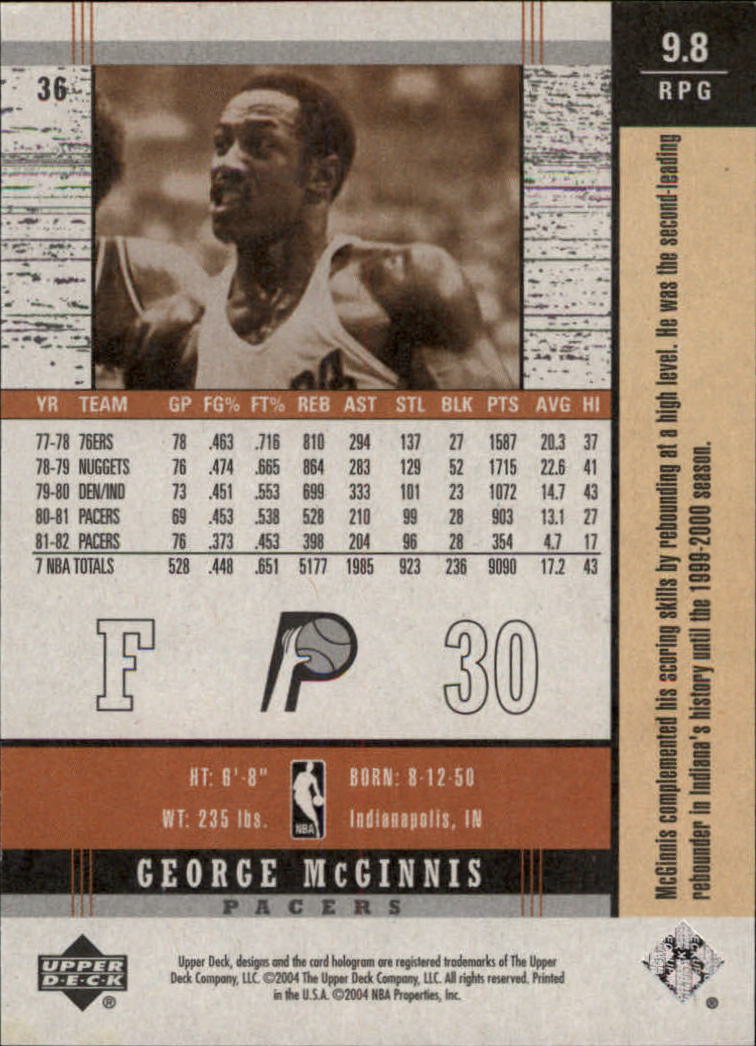 36
9.8
RPG
YR TEAM GP FG% FT% REB AST STL BLK PTS AVG HI
77-78 76ERS 78 .463 .716 810 294 137 27 1587 20.3 37
78-79 NUGGETS 76 .474 .665 864 283 129 52 1715 22.6 41
79-80 DEN/IND 73 .451 .553 699 333 101 23 1072 14.7 43
80-81 PACERS 69 .453 .538 528 210 99 28 903 13.1 27
81-82 PACERS 76 .373 .453 398 204 96 28 354 4.7 17
7 NBA TOTALS 528 .448 .651 5177 1985 923 236 9090 17.2 43
F P 30
HT: 6'-8" BORN: 8-12-50
WT: 235 lbs. NBA Indianapolis, IN
GEORGE McGINNIS
PACERS
McGinnis complemented his scoring skills by rebounding at a high level. He was the second-leading
rebounder in Indiana's history until the 1999-2000 season.
UPPER
D·E·C·K
®
Upper Deck, designs and the card hologram are registered trademarks of The Upper
Deck Company, LLC. ©2004 The Upper Deck Company, LLC. All rights reserved. Printed
in the U.S.A. ©2004 NBA Properties, Inc.
®